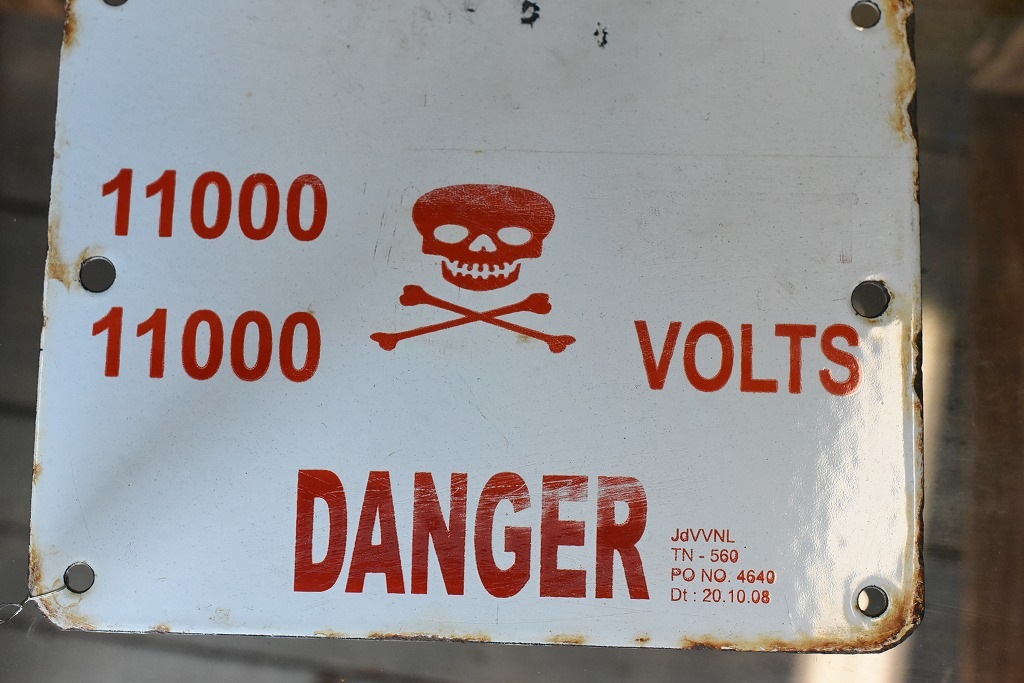 11000
11000 VOLTS
DANGER
JdVVNL
TN - 560
PO NO. 4640
Dt : 20.10.08